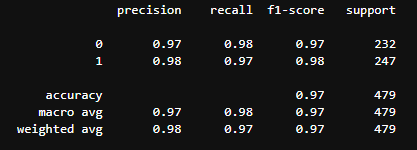 precision recall f1-score support
0 0.97 0.98 0.97 232
1 0.98 0.97 0.98 247
accuracy 0.97 479
macro avg 0.97 0.98 0.97 479
weighted avg 0.98 0.97 0.97 479